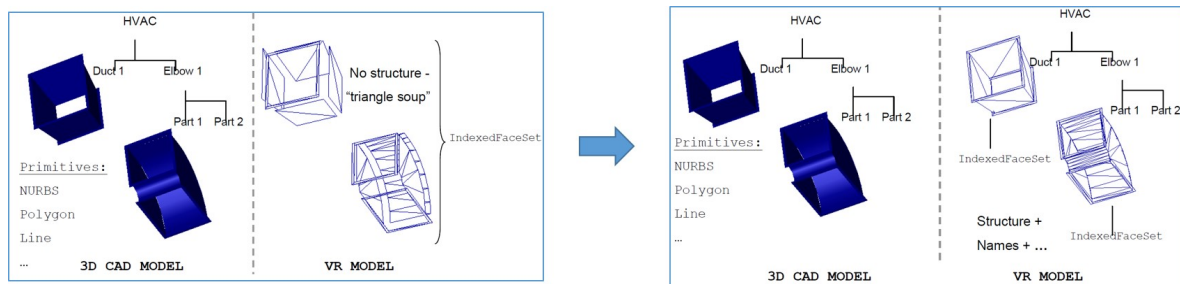 HVAC
Duct 1 Elbow 1
Part 1 Part 2
Primitives:
NURBS
Polygon
Line
…
3D CAD MODEL
No structure -
“triangle soup”
IndexedFaceSet
VR MODEL
HVAC
Duct 1 Elbow 1
Part 1 Part 2
Primitives:
NURBS
Polygon
Line
…
3D CAD MODEL
HVAC
Duct 1 Elbow 1
Part 1 Part 2
IndexedFaceSet
Structure +
Names + …
IndexedFaceSet
VR MODEL